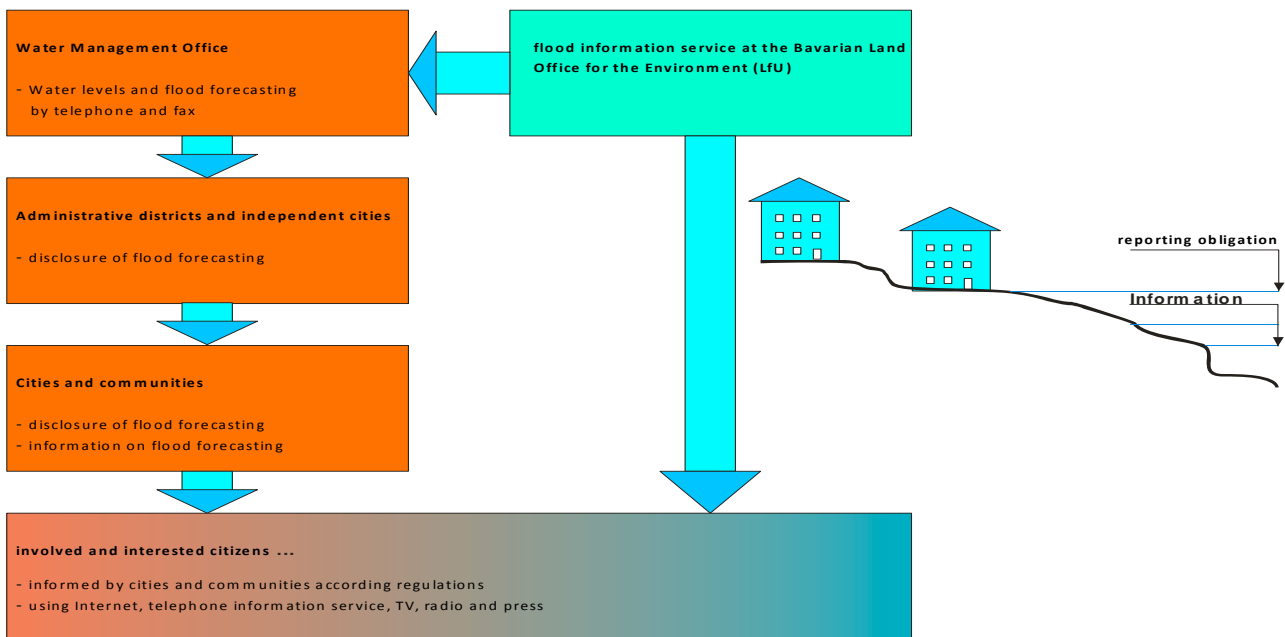 Water Management Office
- Water levels and flood forecasting
by telephone and fax
flood information service at the Bavarian Land
Office for the Environment (LfU)
Administrative districts and independent cities
- disclosure of flood forecasting
reporting obligation
Information
Cities and communities
- disclosure of flood forecasting
- information on flood forecasting
involved and interested citizens ...
- informed by cities and communities according regulations
- using Internet, telephone information service, TV, radio and press